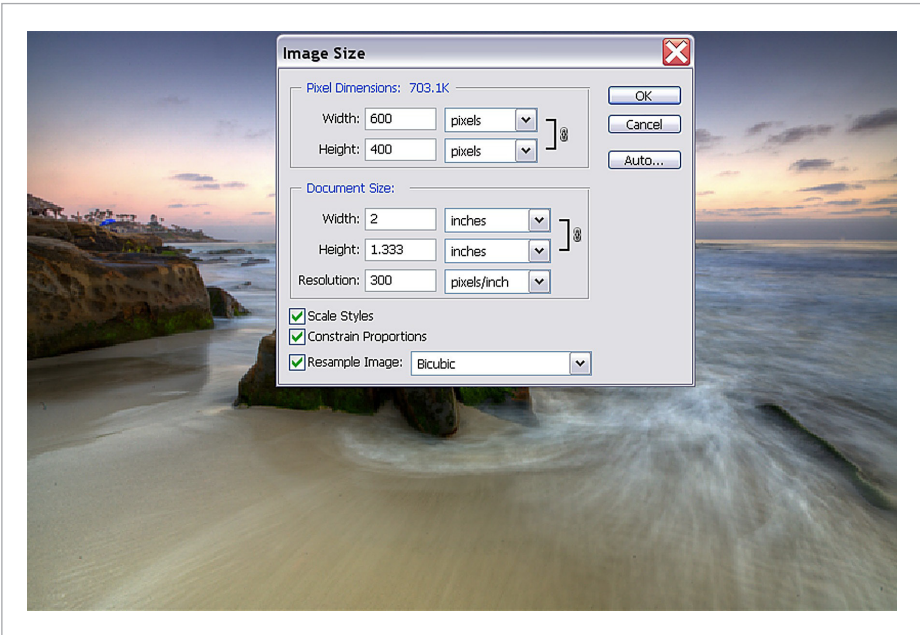 Image Size
Pixel Dimensions: 703.1K
Width: 600 pixels
Height: 400 pixels
Document Size:
Width: 2 inches
Height: 1.333 inches
Resolution: 300 pixels/inch
Scale Styles
Constrain Proportions
Resample Image: Bicubic
OK
Cancel
Auto...